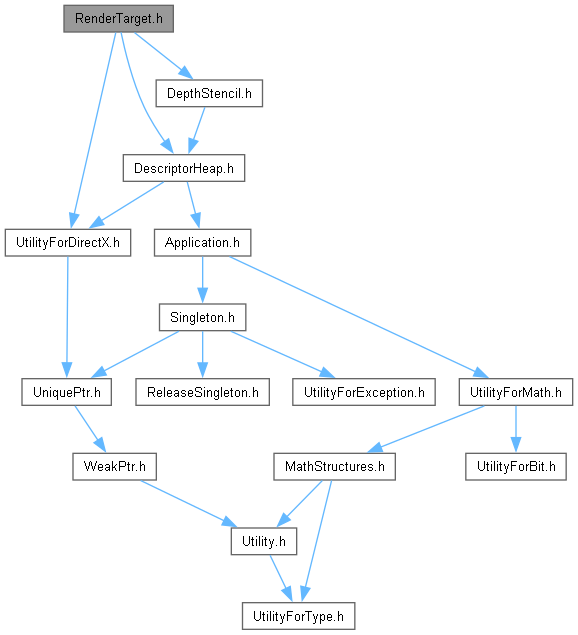 RenderTarget.h
DepthStencil.h
DescriptorHeap.h
UtilityForDirectX.h
Application.h
Singleton.h
UniquePtr.h
ReleaseSingleton.h
UtilityForException.h
UtilityForMath.h
WeakPtr.h
MathStructures.h
UtilityForBit.h
Utility.h
UtilityForType.h